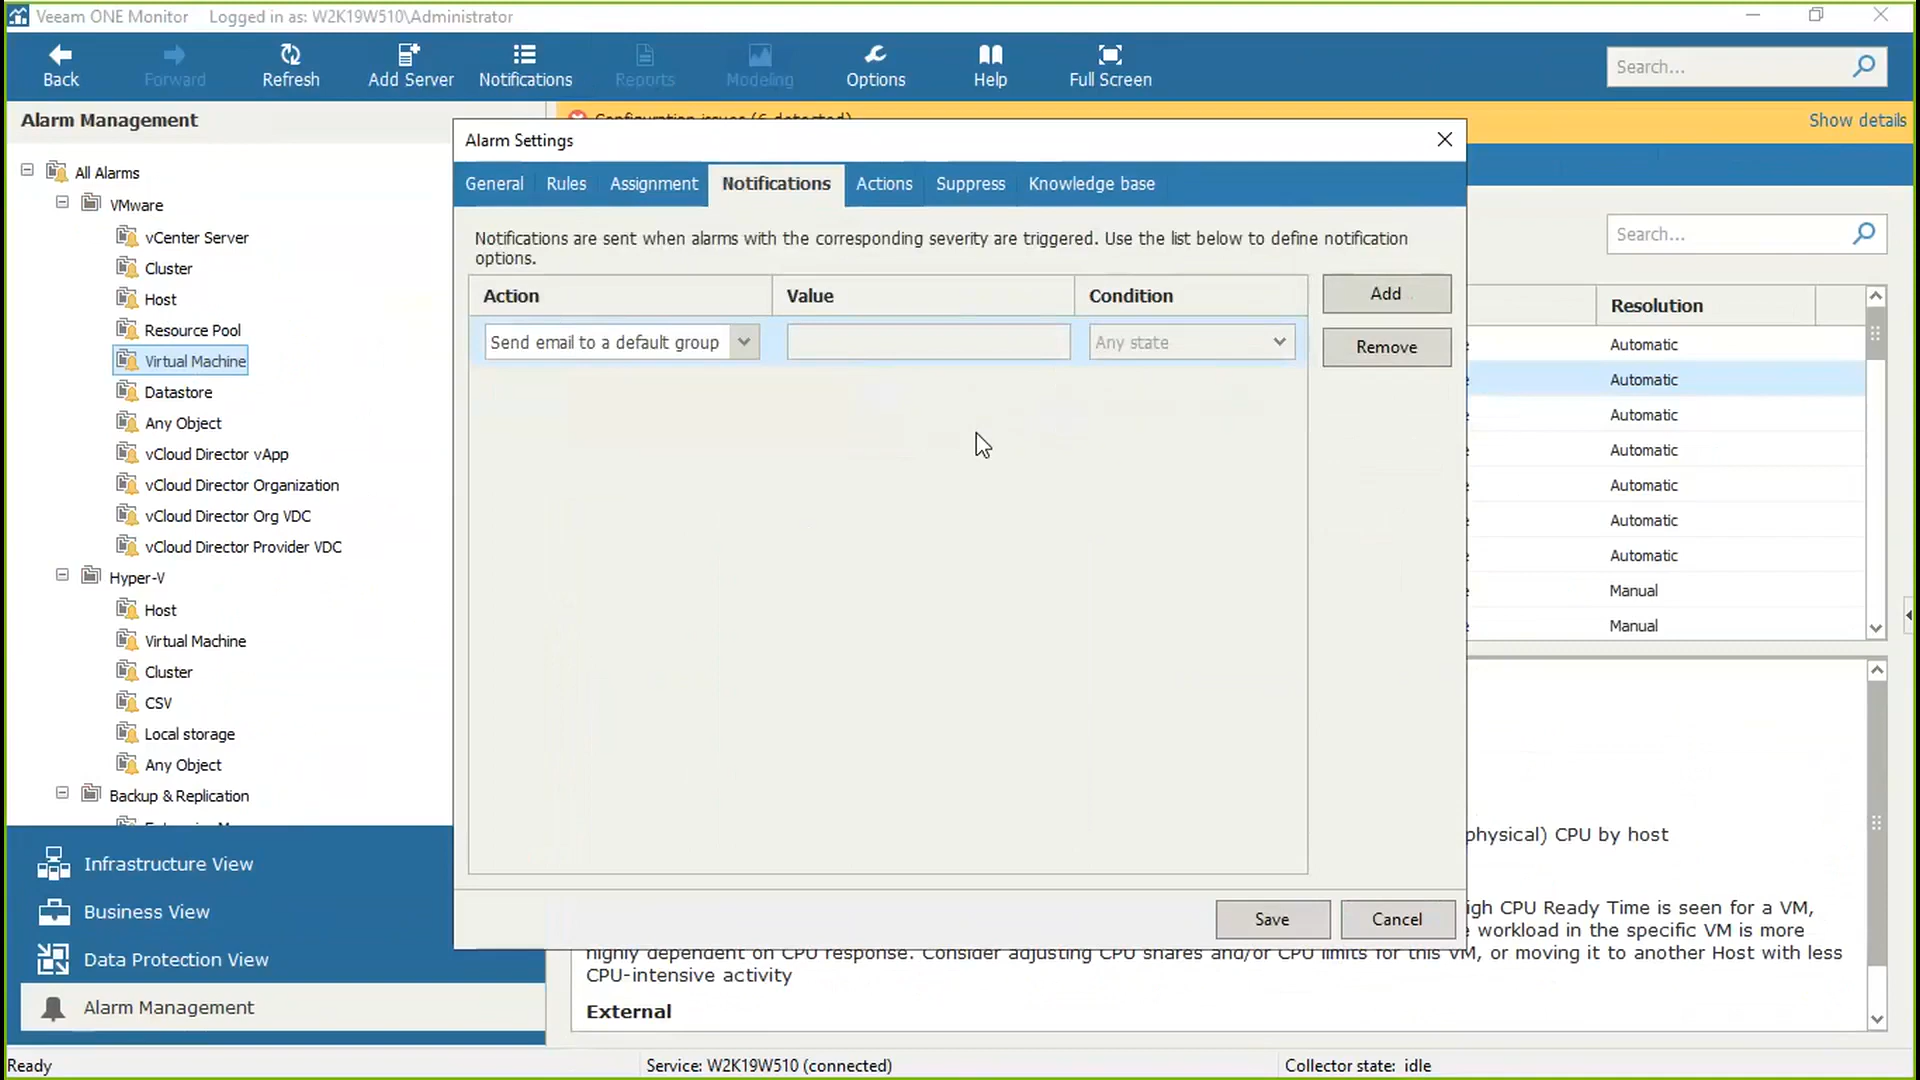 Veeam ONE Monitor Logged in as: W2K19W510\Administrator
Back
Forward
Refresh
Add Server
Notifications
Reports
Modeling
Options
Help
Full Screen
Search...
Alarm Management
Configuration issues (6 detected)
Show details
All Alarms
VMware
vCenter Server
Cluster
Host
Resource Pool
Virtual Machine
Datastore
Any Object
vCloud Director vApp
vCloud Director Organization
vCloud Director Org VDC
vCloud Director Provider VDC
Hyper-V
Host
Virtual Machine
Cluster
CSV
Local storage
Any Object
Backup & Replication
Infrastructure View
Business View
Data Protection View
Alarm Management
Alarm Settings
General
Rules
Assignment
Notifications
Actions
Suppress
Knowledge base
Notifications are sent when alarms with the corresponding severity are triggered. Use the list below to define notification
options.
Action
Value
Condition
Send email to a default group
Any state
Add
Remove
Save
Cancel
Search...
Resolution
Automatic
Automatic
Automatic
Automatic
Automatic
Automatic
Automatic
Manual
Manual
physical) CPU by host
igh CPU Ready Time is seen for a VM,
workload in the specific VM is more
highly dependent on CPU response. Consider adjusting CPU shares and/or CPU limits for this VM, or moving it to another Host with less
CPU-intensive activity
External
Ready
Service: W2K19W510 (connected)
Collector state: idle